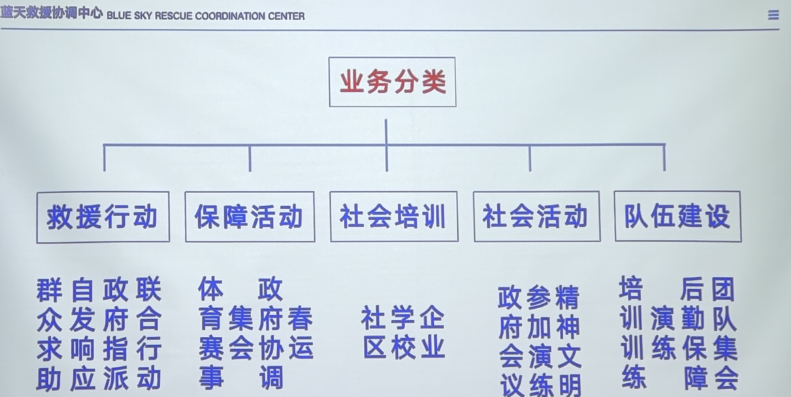 蓝天救援协调中心 BLUE SKY RESCUE COORDINATION CENTER
业务分类
救援行动
保障活动
社会培训
社会活动
队伍建设
群众求助
自发响应
政府指派
联合行动
体育赛事
集会
政府协调
春运
社区
学校
企业
政府会议
参加演练
精神文明
培训训练
演练
后勤保障
团队集会